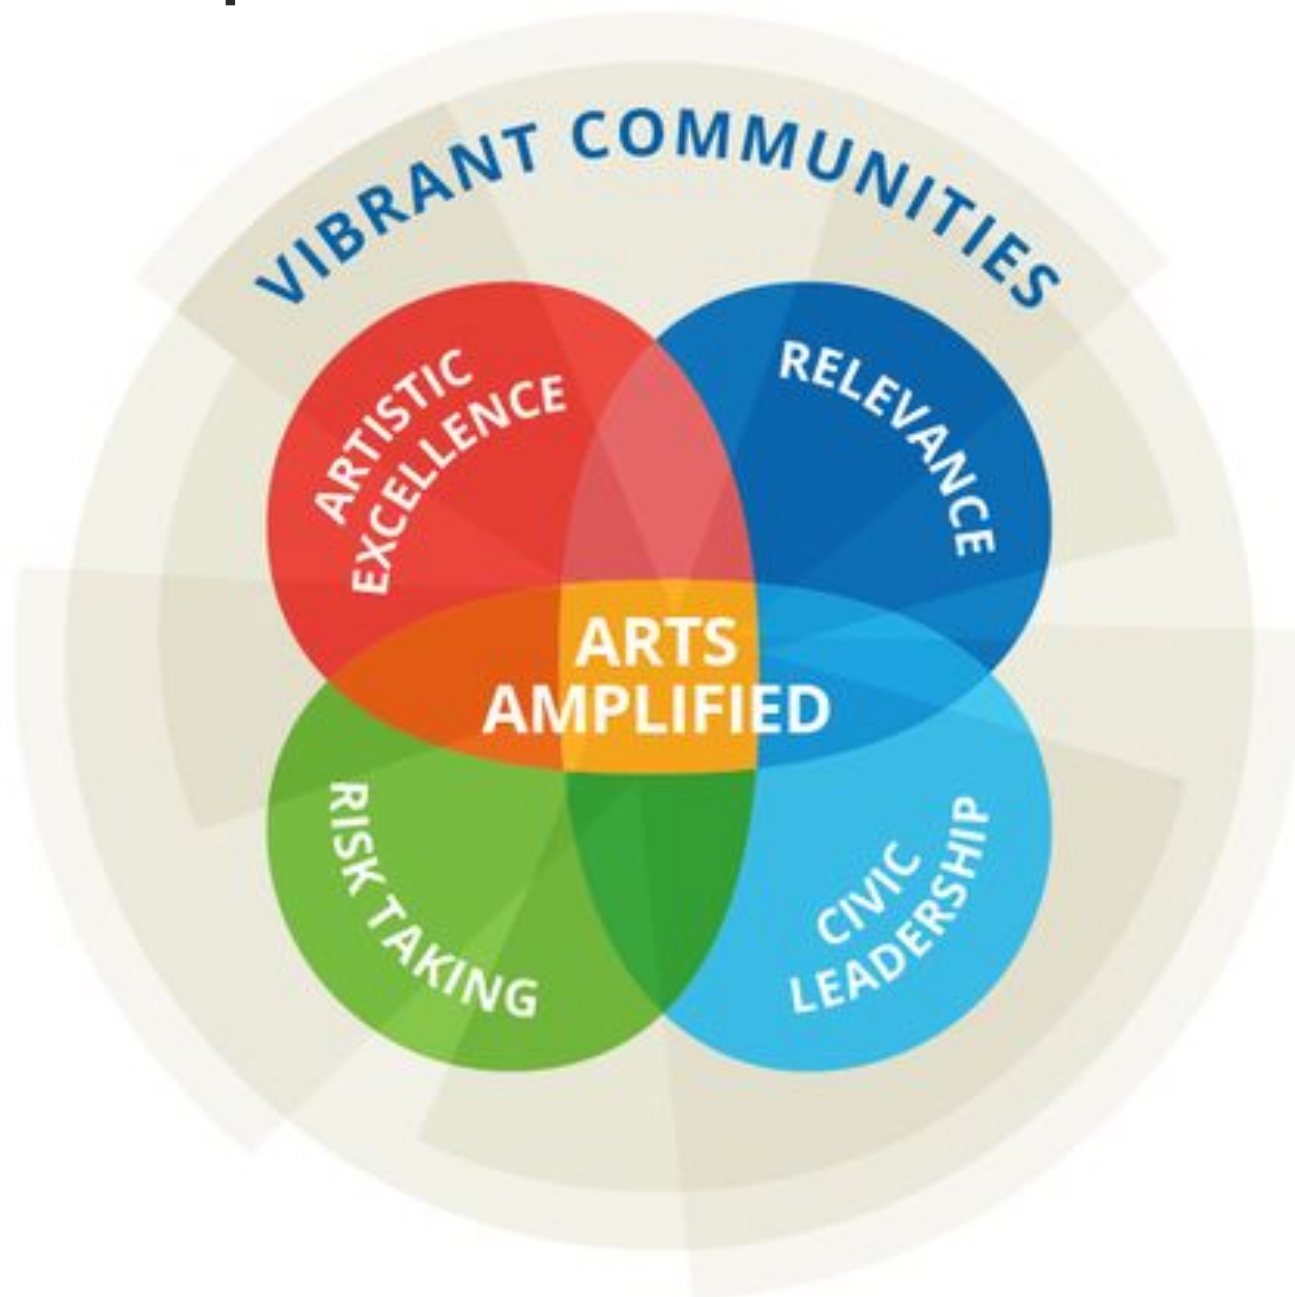 VIBRANT COMMUNITIES
ARTISTIC
EXCELLENCE
RELEVANCE
ARTS
AMPLIFIED
RISK TAKING
CIVIC
LEADERSHIP